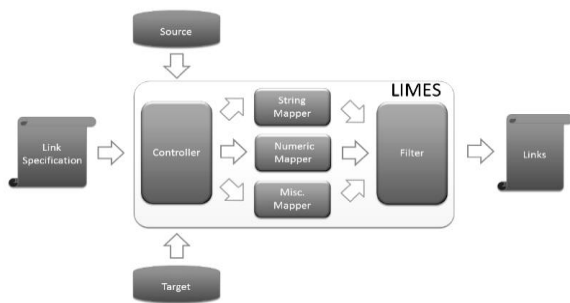 Source
LIMES
String
Mapper
Link
Specification
Controller
Numeric
Mapper
Filter
Links
Misc.
Mapper
Target